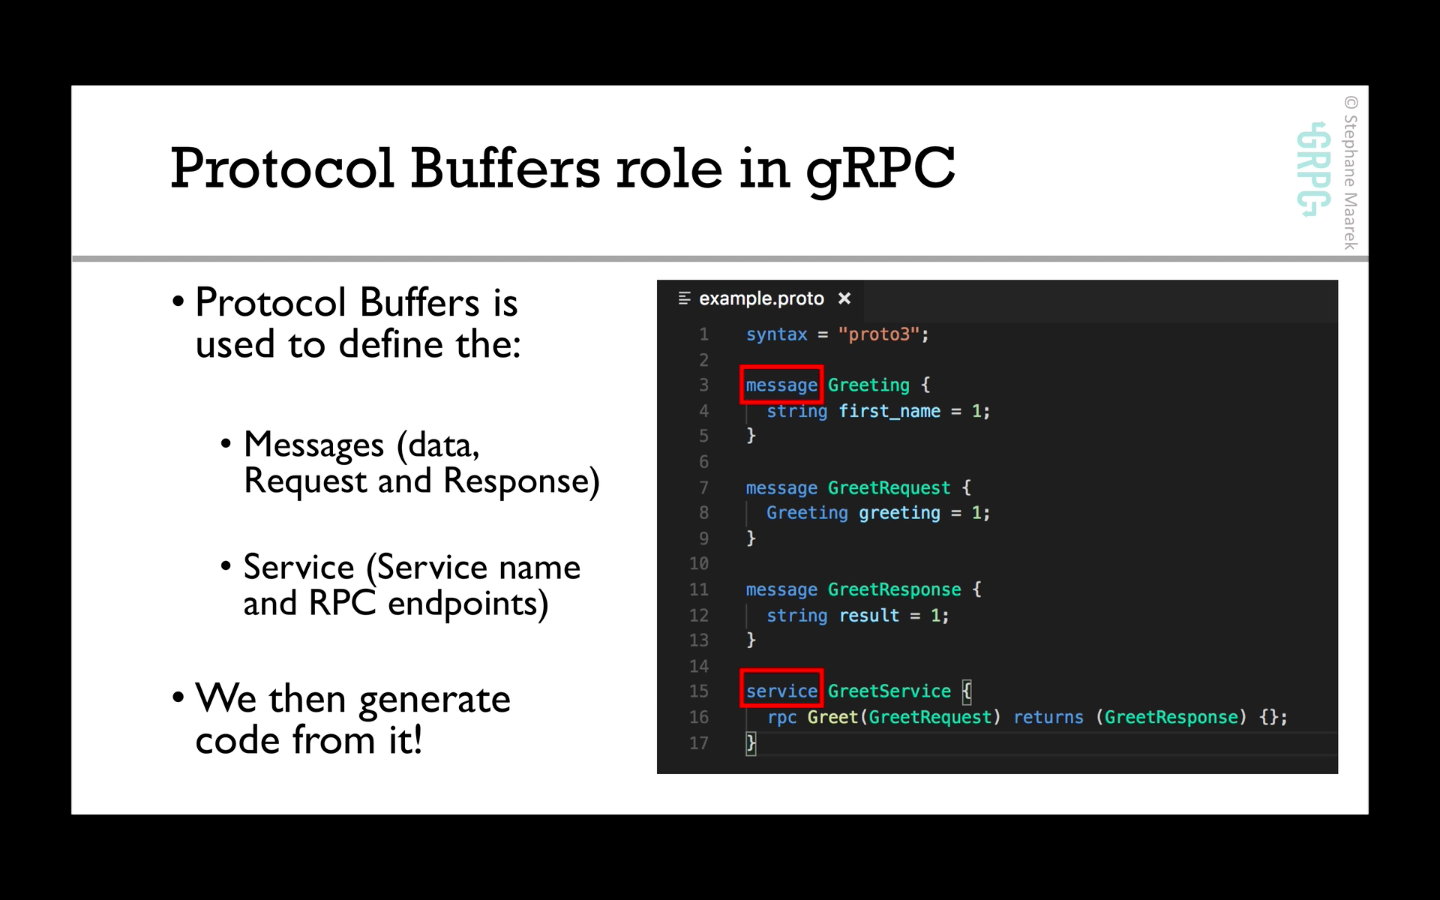 Protocol Buffers role in gRPC
© Stephane Maarek
GRPC
• Protocol Buffers is
used to define the:
• Messages (data,
Request and Response)
• Service (Service name
and RPC endpoints)
• We then generate
code from it!
example.proto ×
1 syntax = "proto3";
2
3 message Greeting {
4 string first_name = 1;
5 }
6
7 message GreetRequest {
8 Greeting greeting = 1;
9 }
10
11 message GreetResponse {
12 string result = 1;
13 }
14
15 service GreetService {
16 rpc Greet(GreetRequest) returns (GreetResponse) {};
17 }